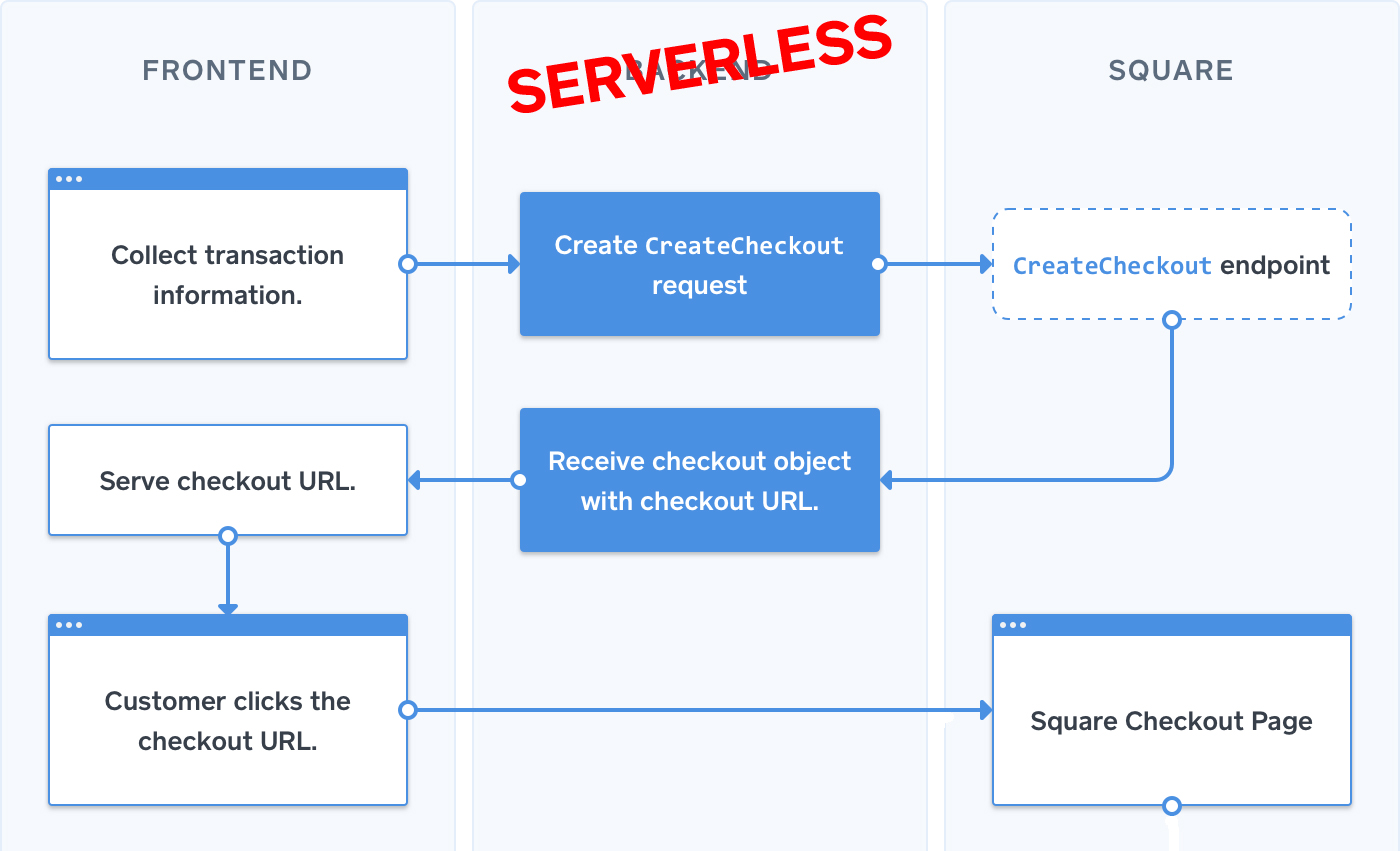 FRONTEND
BACKEND
SERVERLESS
SQUARE
Collect transaction
information.
Create CreateCheckout
request
CreateCheckout endpoint
Serve checkout URL.
Receive checkout object
with checkout URL.
Customer clicks the
checkout URL.
Square Checkout Page